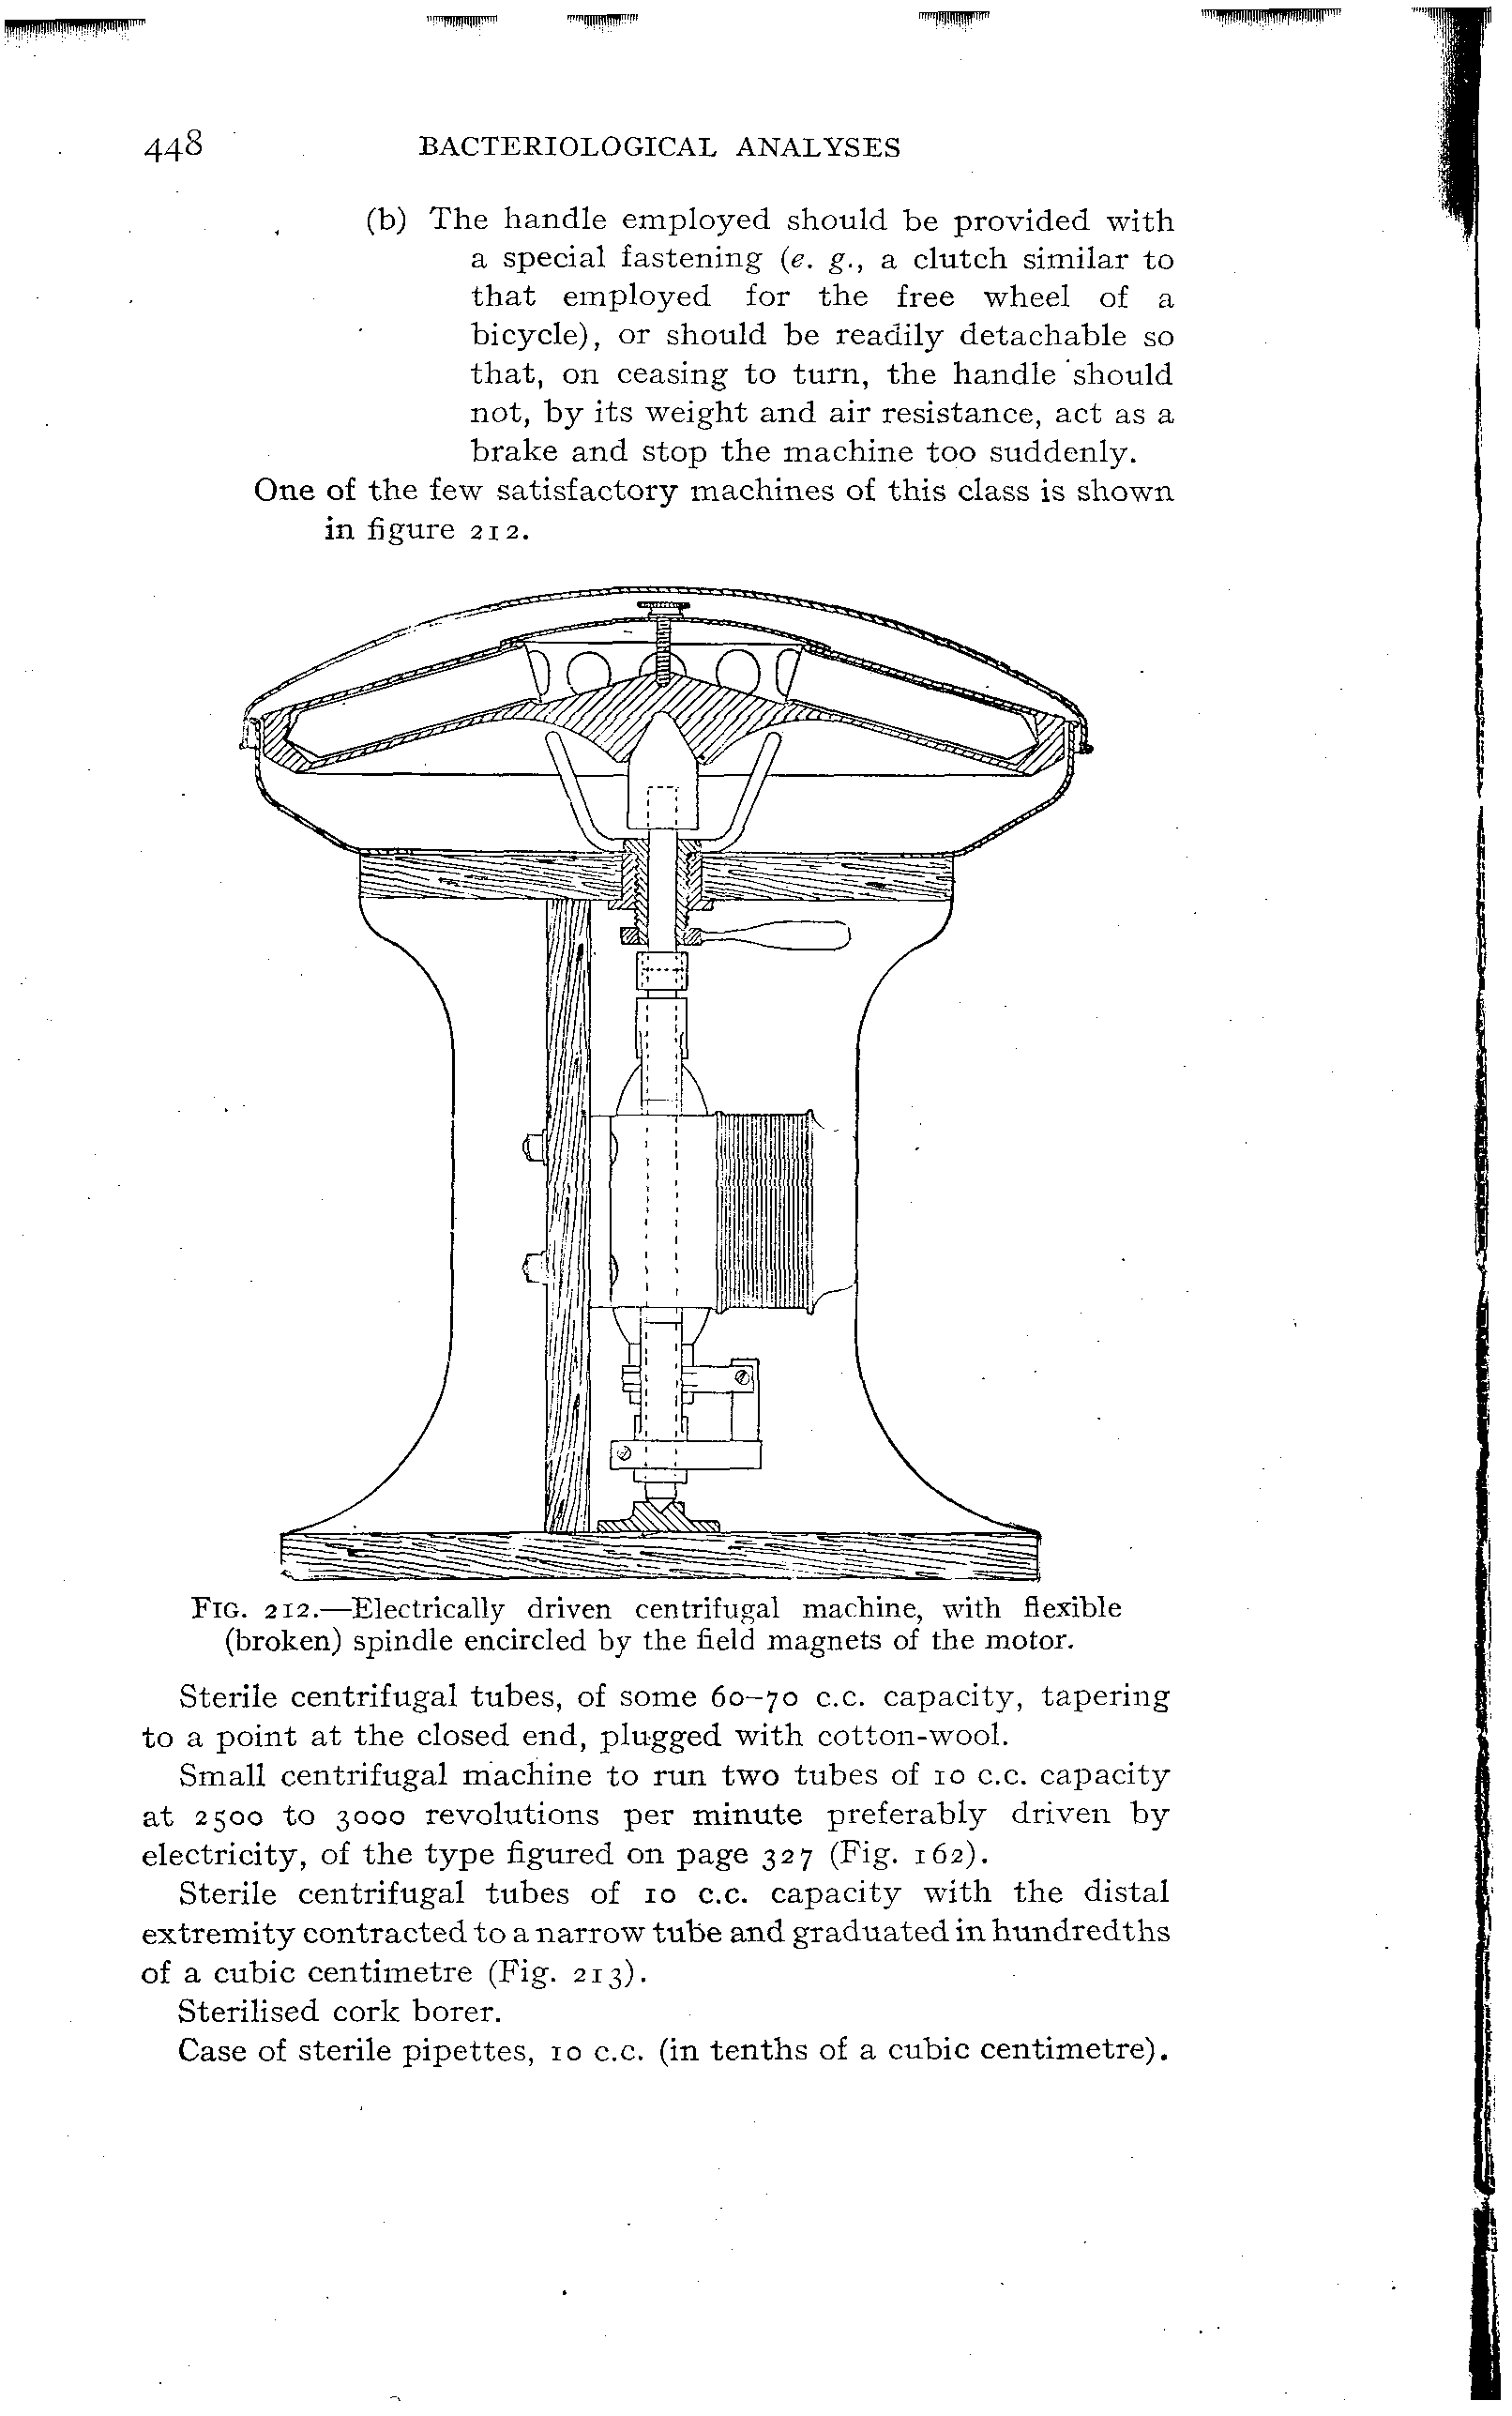 448
BACTERIOLOGICAL ANALYSES
(b) The handle employed should be provided with
a special fastening (e. g., a clutch similar to
that employed for the free wheel of a
bicycle), or should be readily detachable so
that, on ceasing to turn, the handle should
not, by its weight and air resistance, act as a
brake and stop the machine too suddenly.
One of the few satisfactory machines of this class is shown
in figure 212.
FIG. 212.—Electrically driven centrifugal machine, with flexible
(broken) spindle encircled by the field magnets of the motor.
Sterile centrifugal tubes, of some 60–70 c.c. capacity, tapering
to a point at the closed end, plugged with cotton-wool.
Small centrifugal machine to run two tubes of 10 c.c. capacity
at 2500 to 3000 revolutions per minute preferably driven by
electricity, of the type figured on page 327 (Fig. 162).
Sterile centrifugal tubes of 10 c.c. capacity with the distal
extremity contracted to a narrow tube and graduated in hundredths
of a cubic centimetre (Fig. 213).
Sterilised cork borer.
Case of sterile pipettes, 10 c.c. (in tenths of a cubic centimetre).